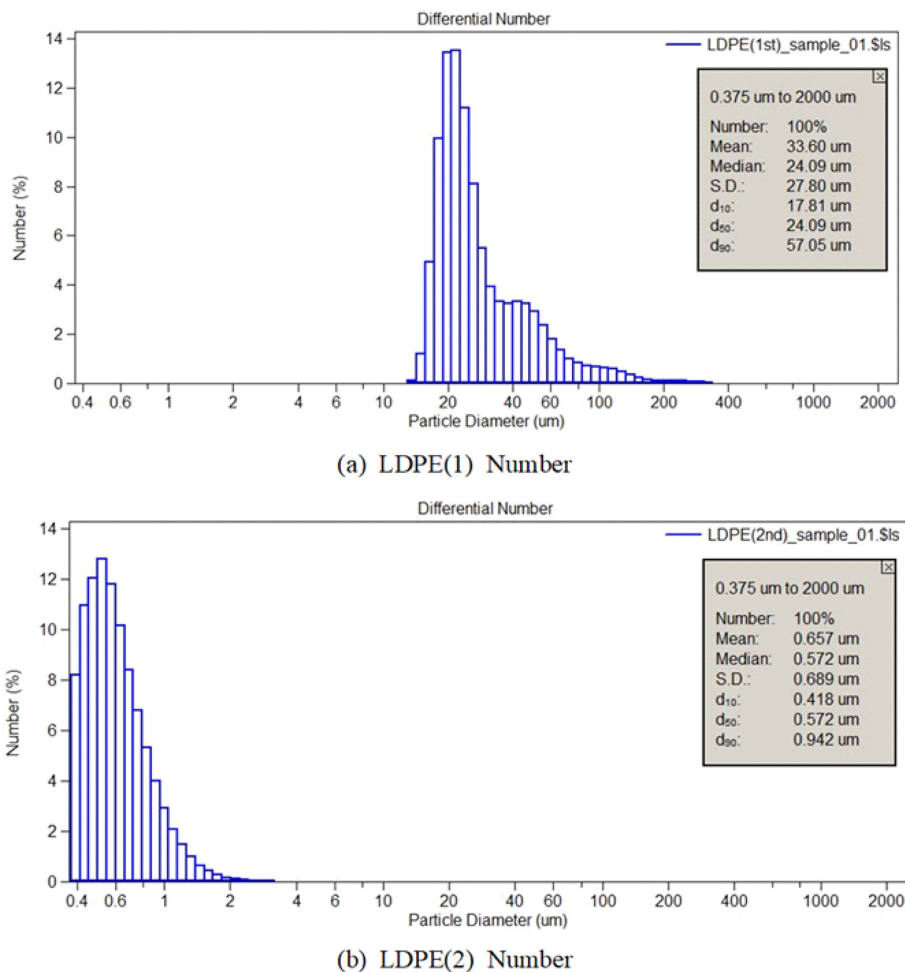 Differential Number
14
12
10
8
6
4
2
0
Number (%)
LDPE(1st)_sample_01.$ls
0.375 um to 2000 um
Number: 100%
Mean: 33.60 um
Median: 24.09 um
S.D.: 27.80 um
d10: 17.81 um
d50: 24.09 um
d90: 57.05 um
0.4 0.6 1 2 4 6 10 20 40 60 100 200 400 1000 2000
Particle Diameter (um)
(a) LDPE(1) Number
Differential Number
14
12
10
8
6
4
2
0
Number (%)
LDPE(2nd)_sample_01.$ls
0.375 um to 2000 um
Number: 100%
Mean: 0.657 um
Median: 0.572 um
S.D.: 0.689 um
d10: 0.418 um
d50: 0.572 um
d90: 0.942 um
0.4 0.6 1 2 4 6 10 20 40 60 100 200 400 1000 2000
Particle Diameter (um)
(b) LDPE(2) Number